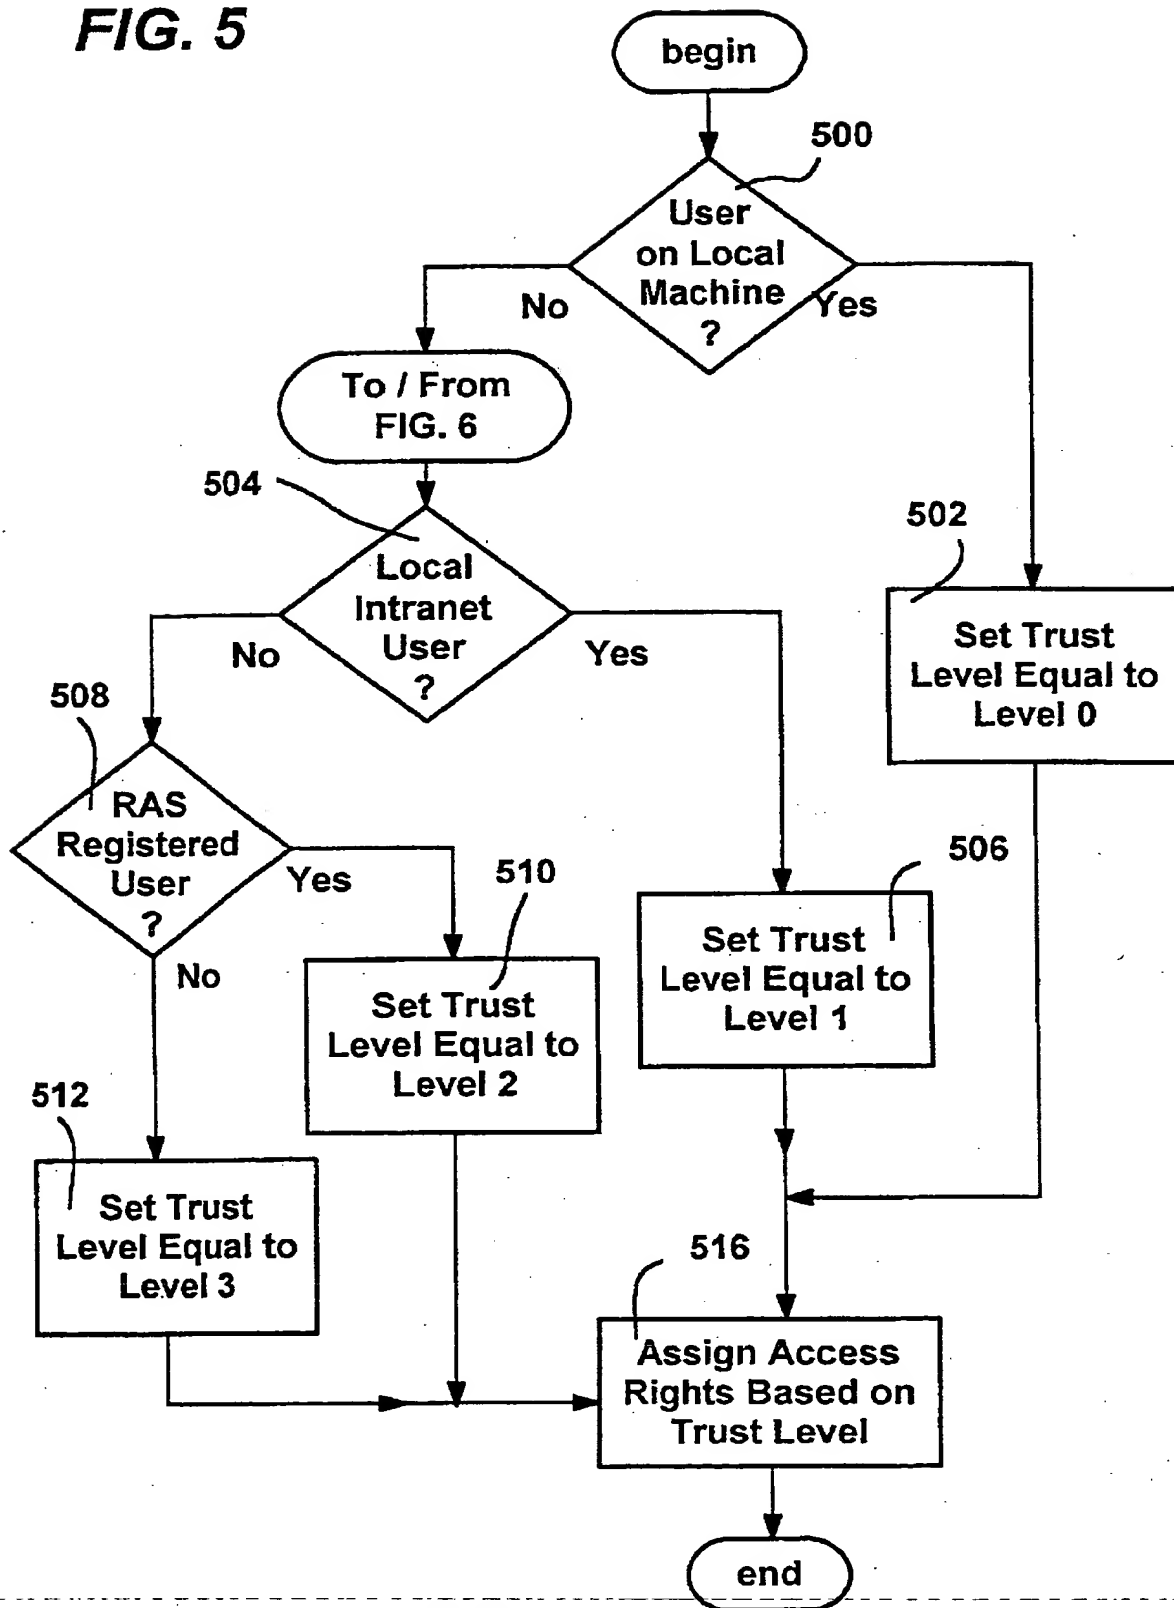 FIG. 5
begin
500
User
on Local
Machine
?
No
Yes
To / From
FIG. 6
504
Local
Intranet
User
?
No
Yes
502
Set Trust
Level Equal to
Level 0
508
RAS
Registered
User
?
Yes
No
510
Set Trust
Level Equal to
Level 2
506
Set Trust
Level Equal to
Level 1
512
Set Trust
Level Equal to
Level 3
516
Assign Access
Rights Based on
Trust Level
end